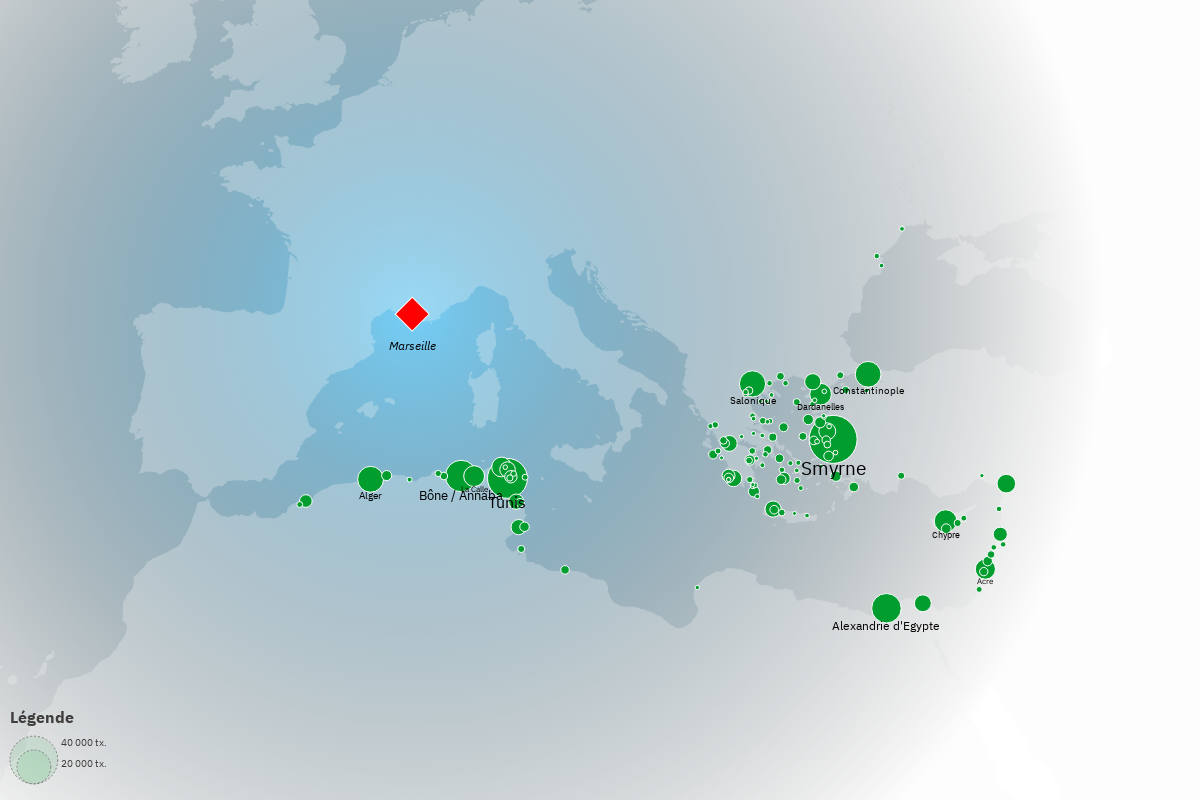 Marseille
Constantinople
Salonique
Dardanelles
Smyrne
La Calle
Alger
Bône / Annaba
Tunis
Chypre
Acre
Alexandrie d'Egypte
Légende
40 000 tx.
20 000 tx.